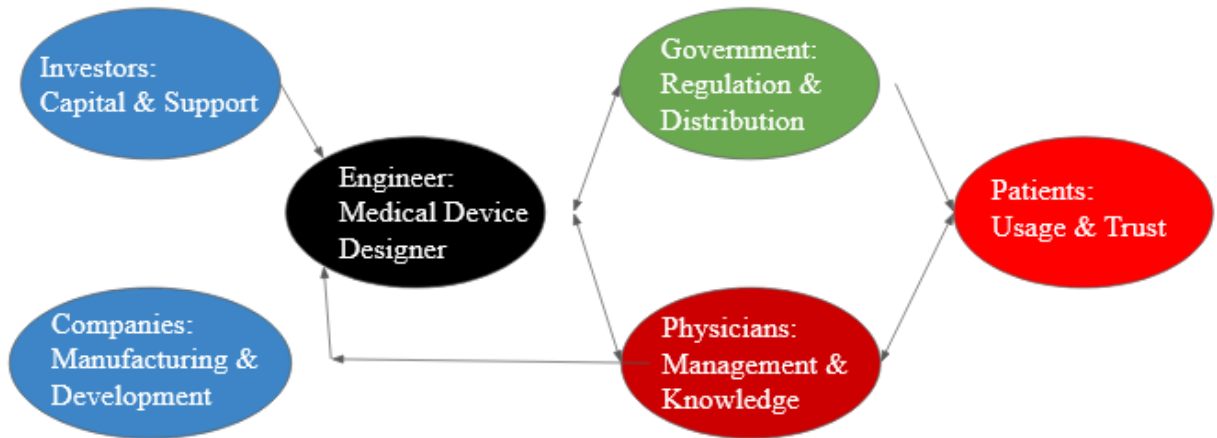 Investors:
Capital & Support
Government:
Regulation &
Distribution
Engineer:
Medical Device
Designer
Patients:
Usage & Trust
Companies:
Manufacturing &
Development
Physicians:
Management &
Knowledge